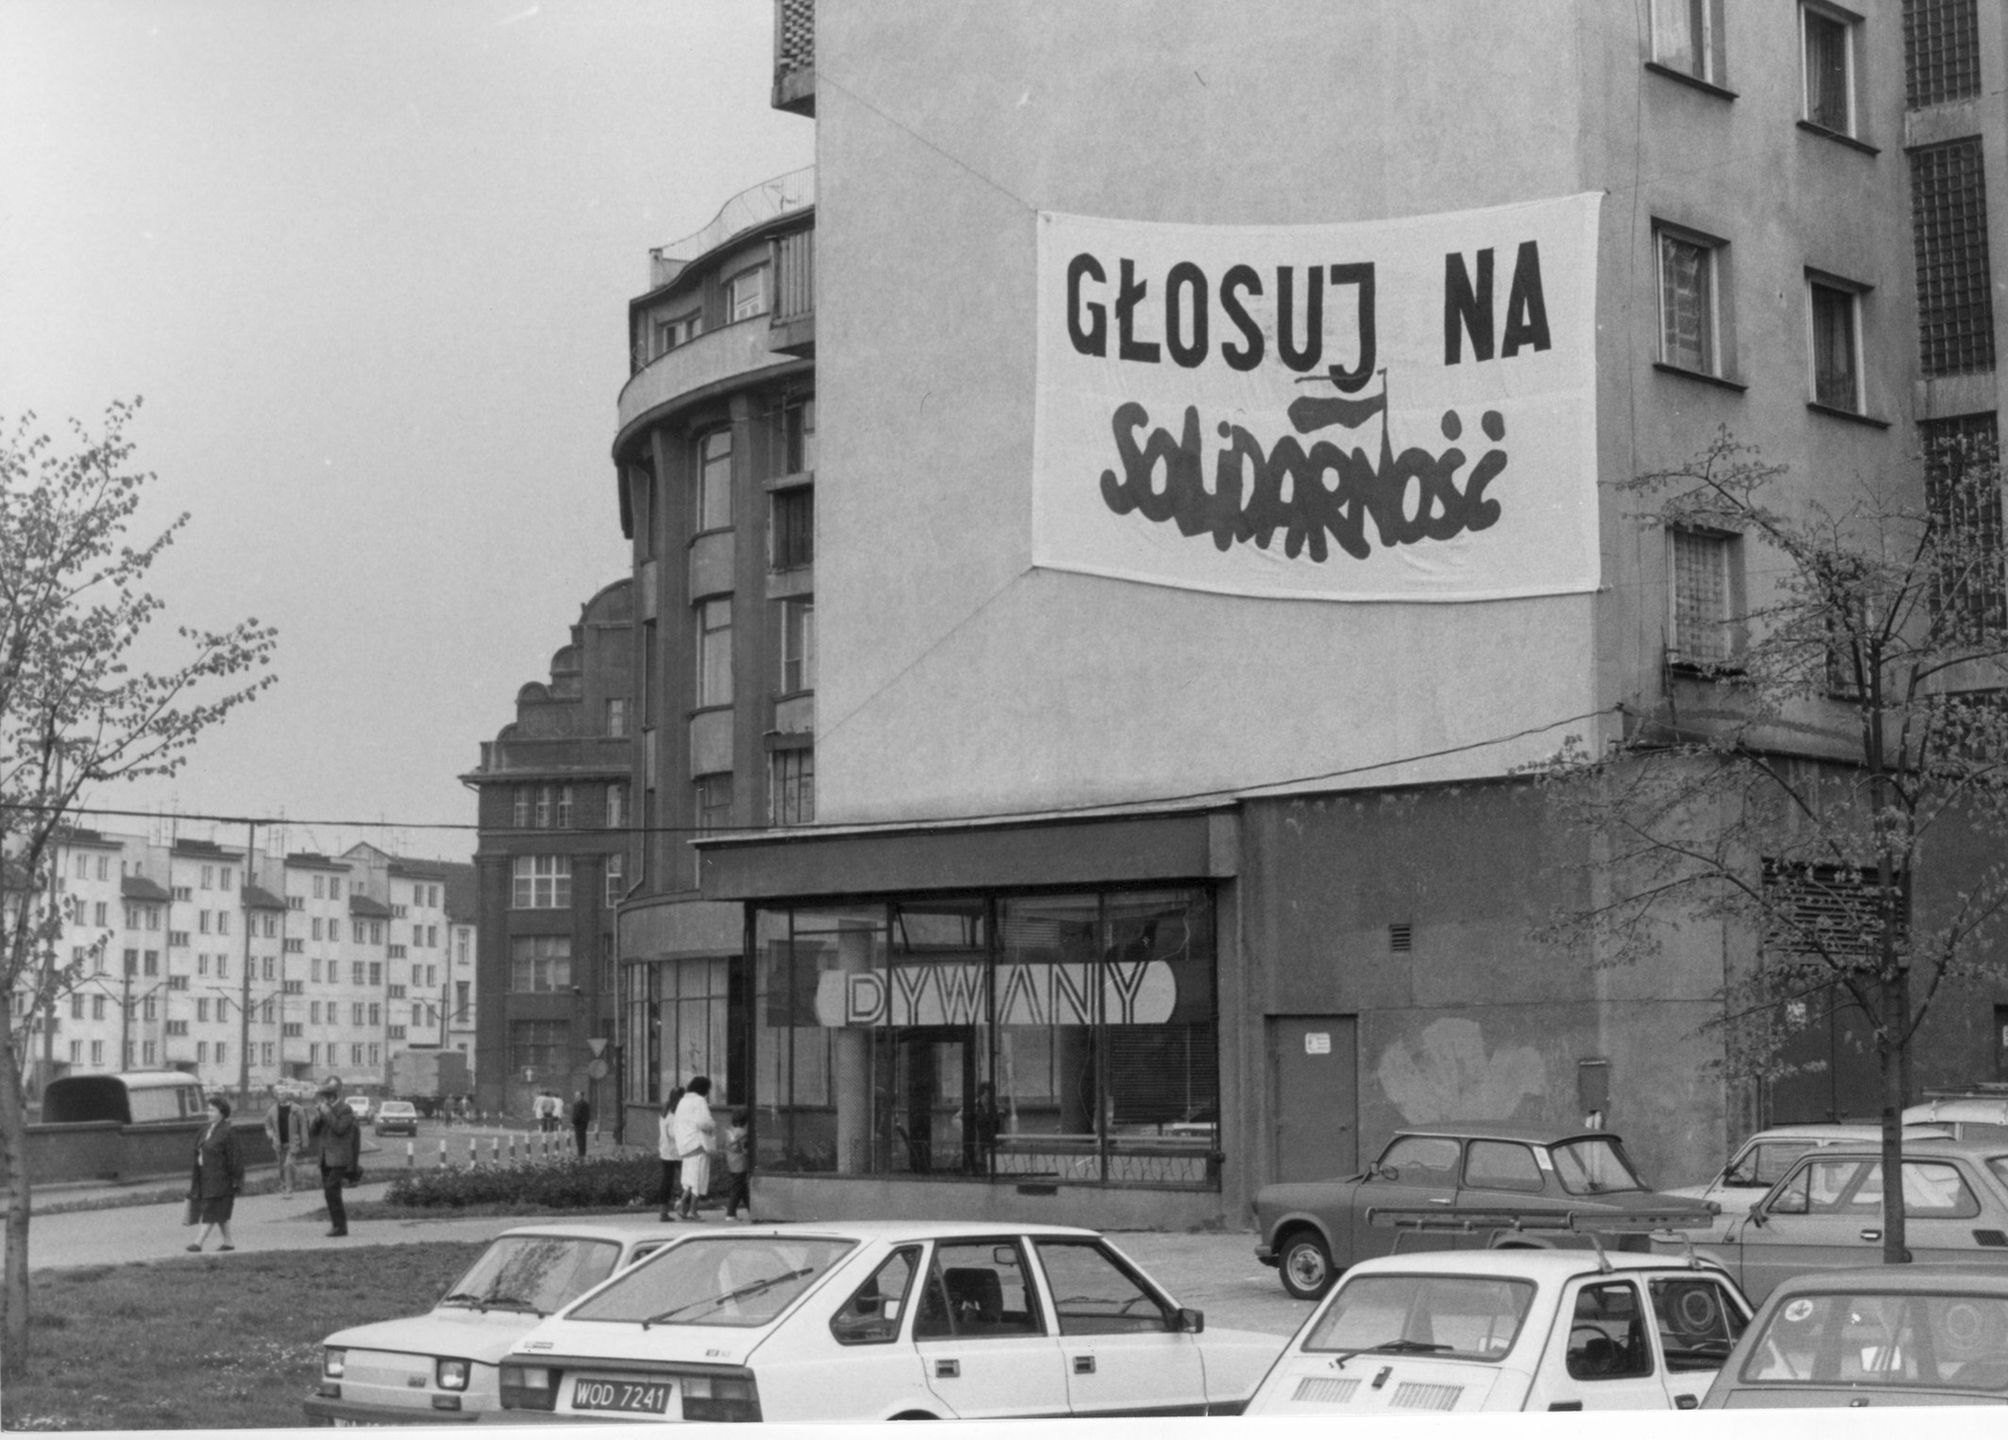 GŁOSUJ NA
SOLiDARNOŚĆ
DYWANY
WOD 7241